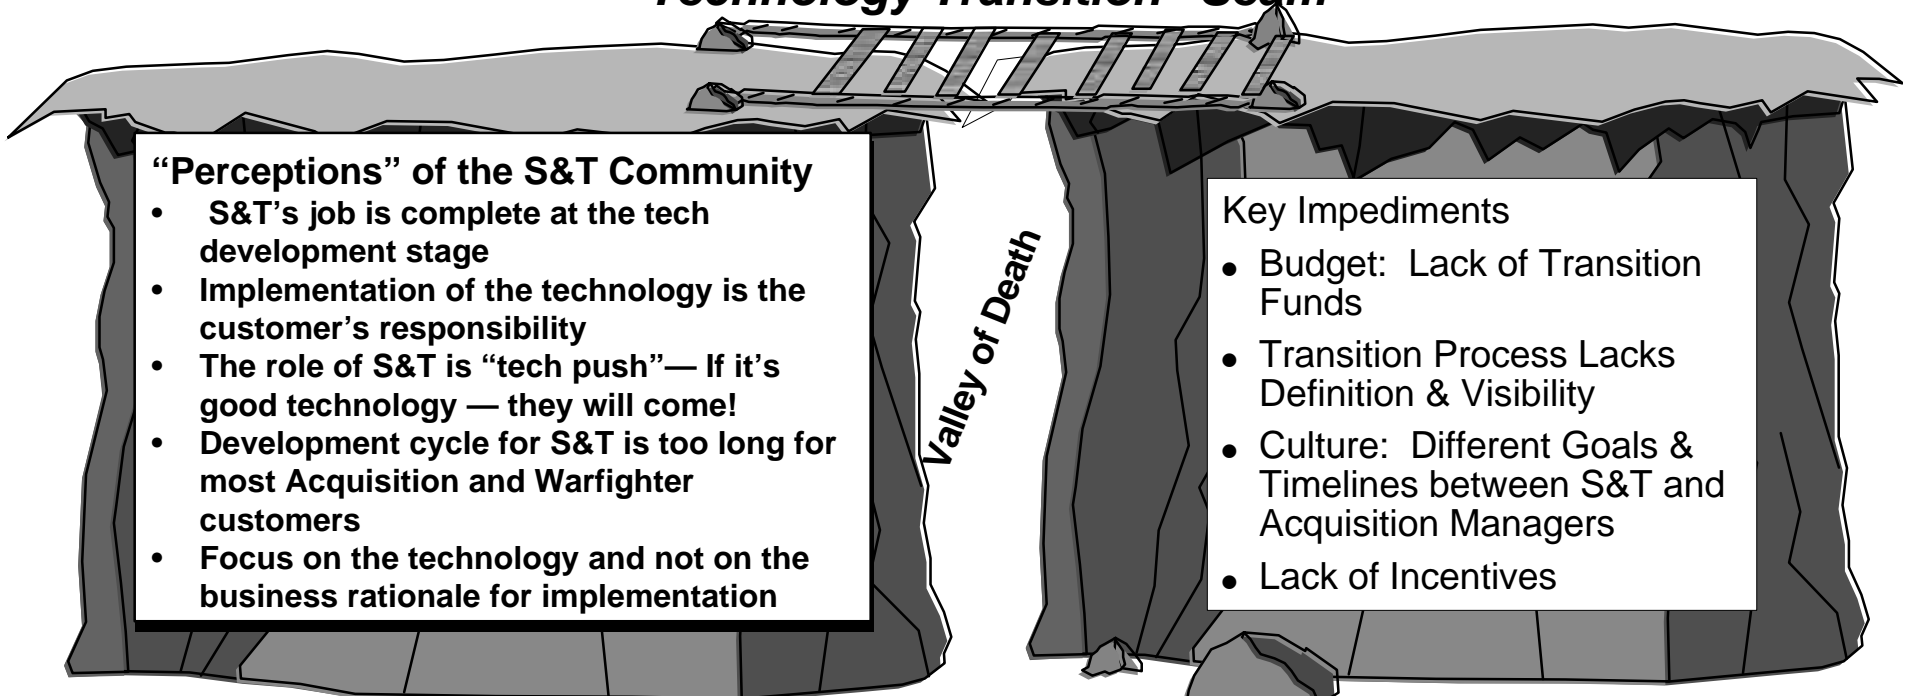 Technology Transition "Seam"
“Perceptions” of the S&T Community
• S&T’s job is complete at the tech
development stage
• Implementation of the technology is the
customer’s responsibility
• The role of S&T is “tech push”— If it’s
good technology — they will come!
• Development cycle for S&T is too long for
most Acquisition and Warfighter
customers
• Focus on the technology and not on the
business rationale for implementation
Valley of Death
Key Impediments
• Budget: Lack of Transition
Funds
• Transition Process Lacks
Definition & Visibility
• Culture: Different Goals &
Timelines between S&T and
Acquisition Managers
• Lack of Incentives